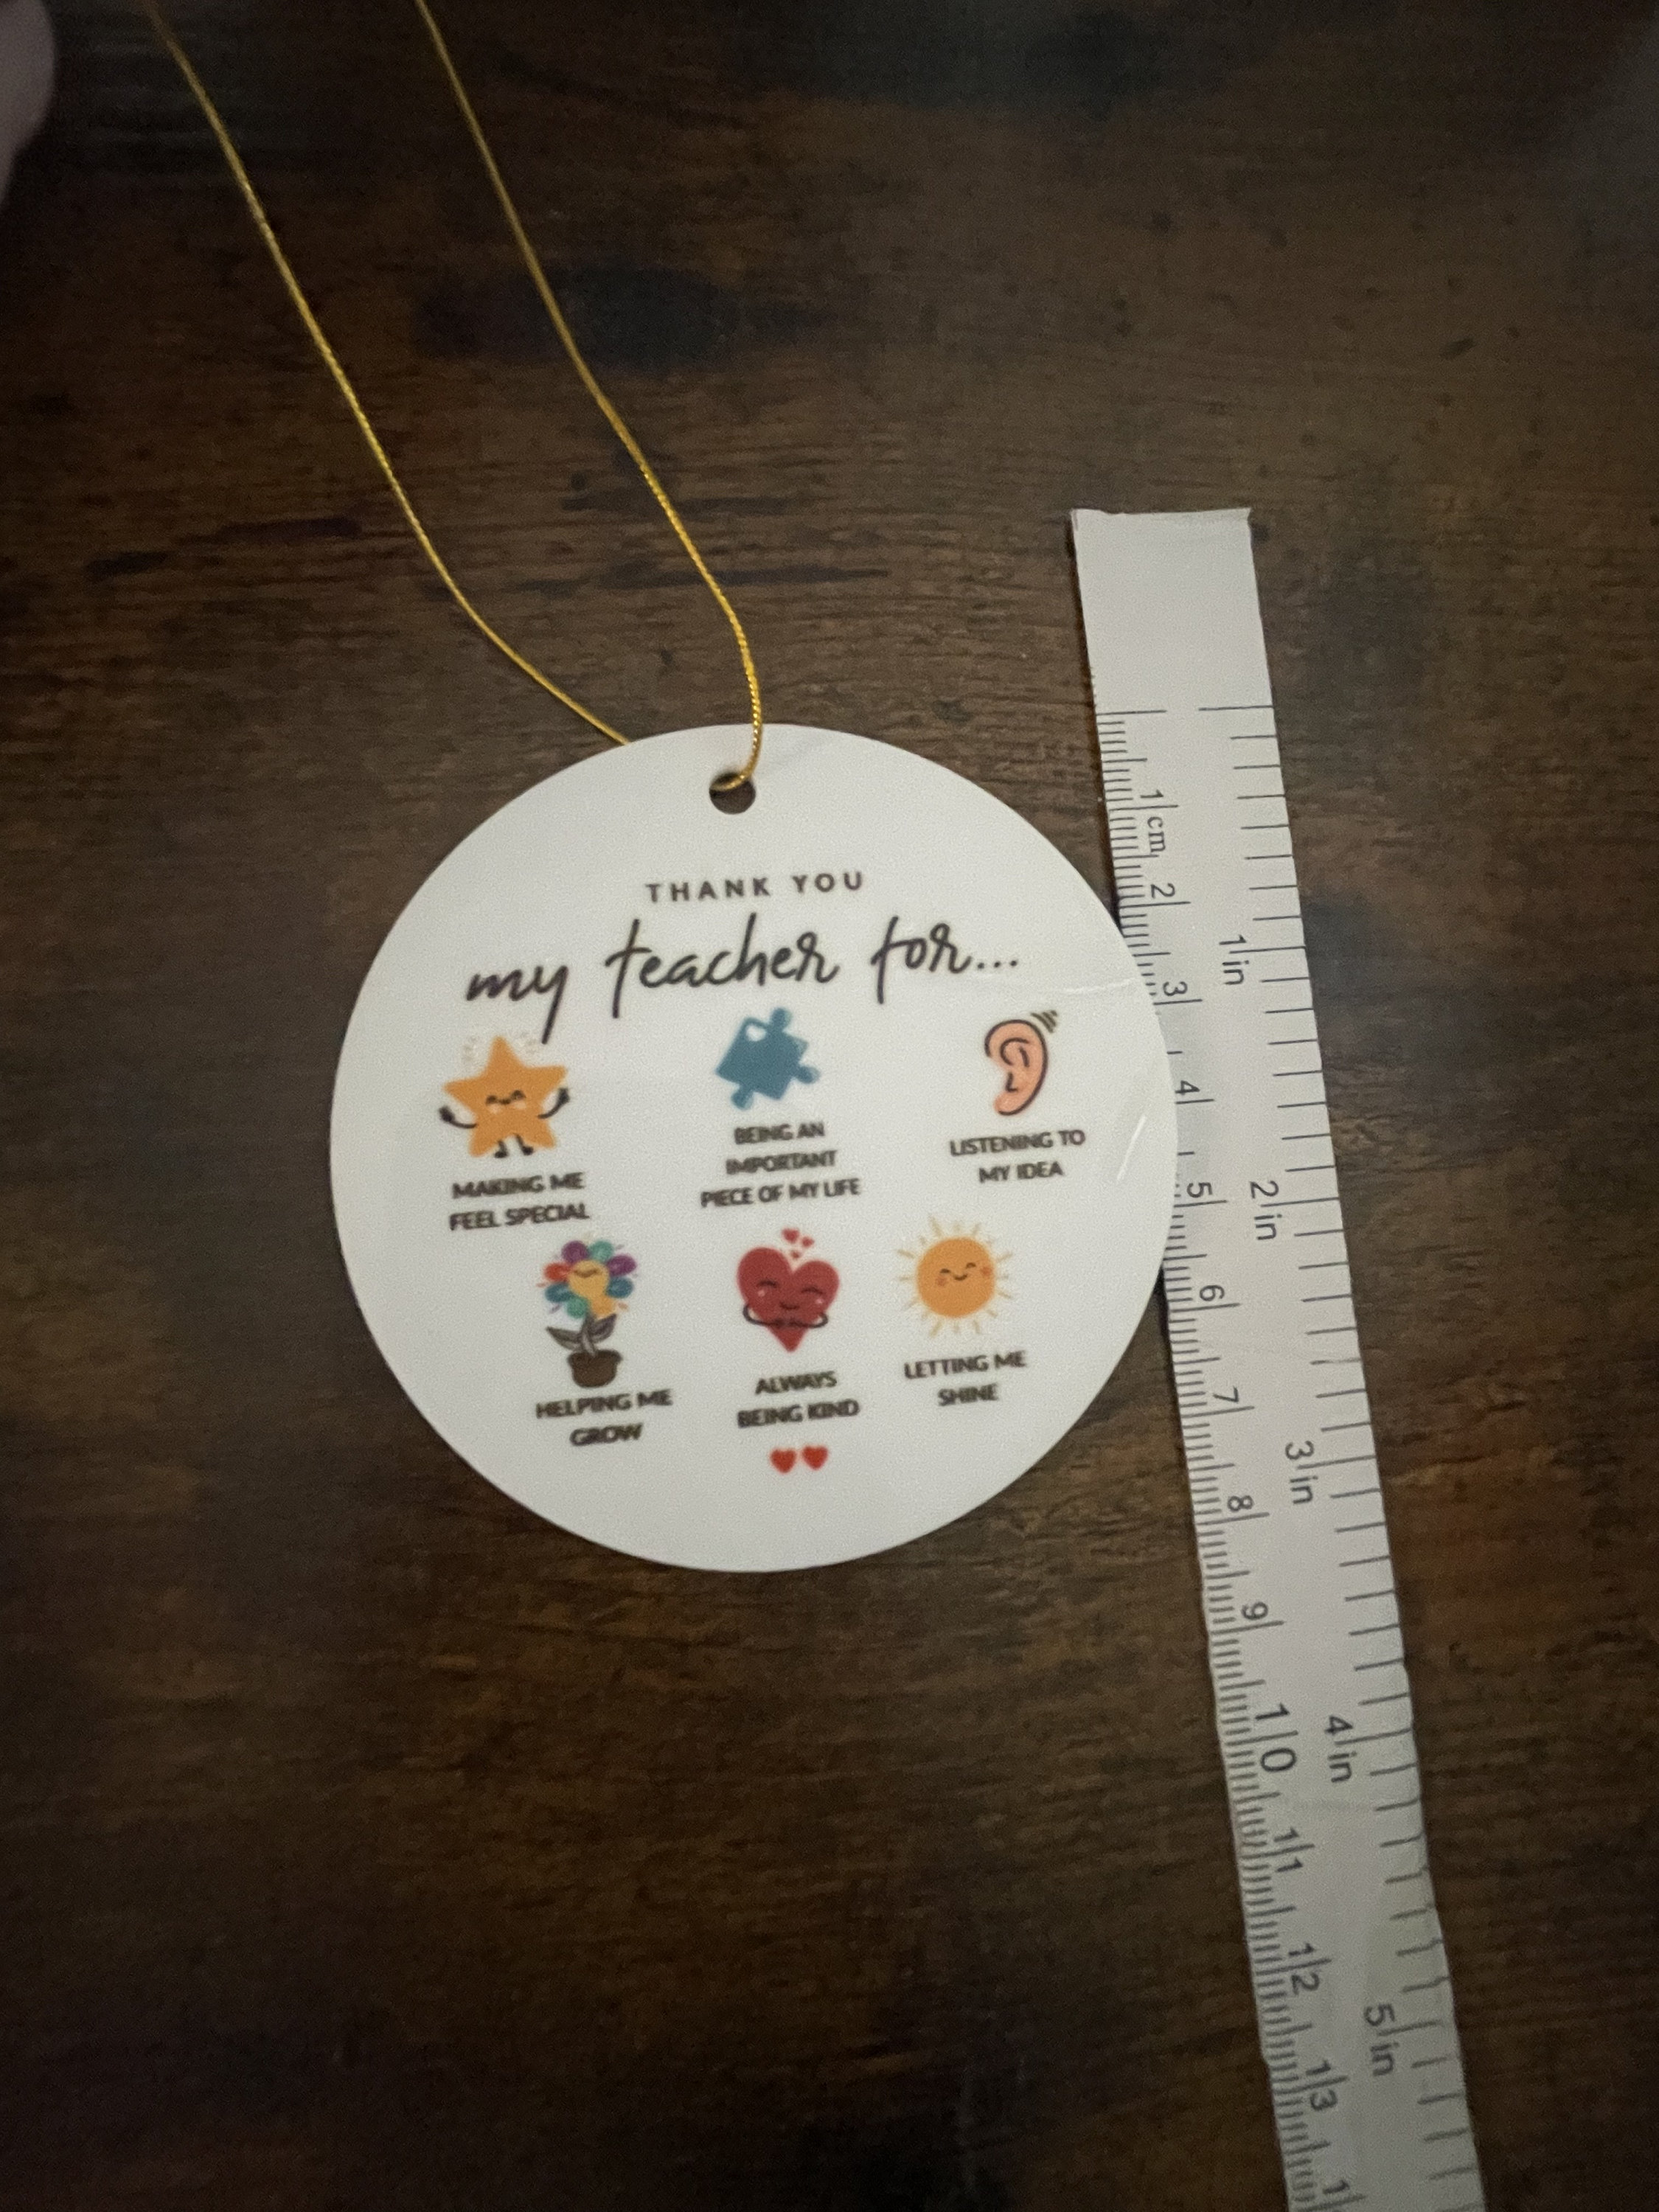 THANK YOU
my teacher for...
MAKING ME
FEEL SPECIAL
BEING AN
IMPORTANT
PIECE OF MY LIFE
LISTENING TO
MY IDEA
HELPING ME
GROW
ALWAYS
BEING KIND
LETTING ME
SHINE
1 cm
2
3
4
5
6
7
8
9
10
11
12
13
1 in
2 in
3 in
4 in
5 in